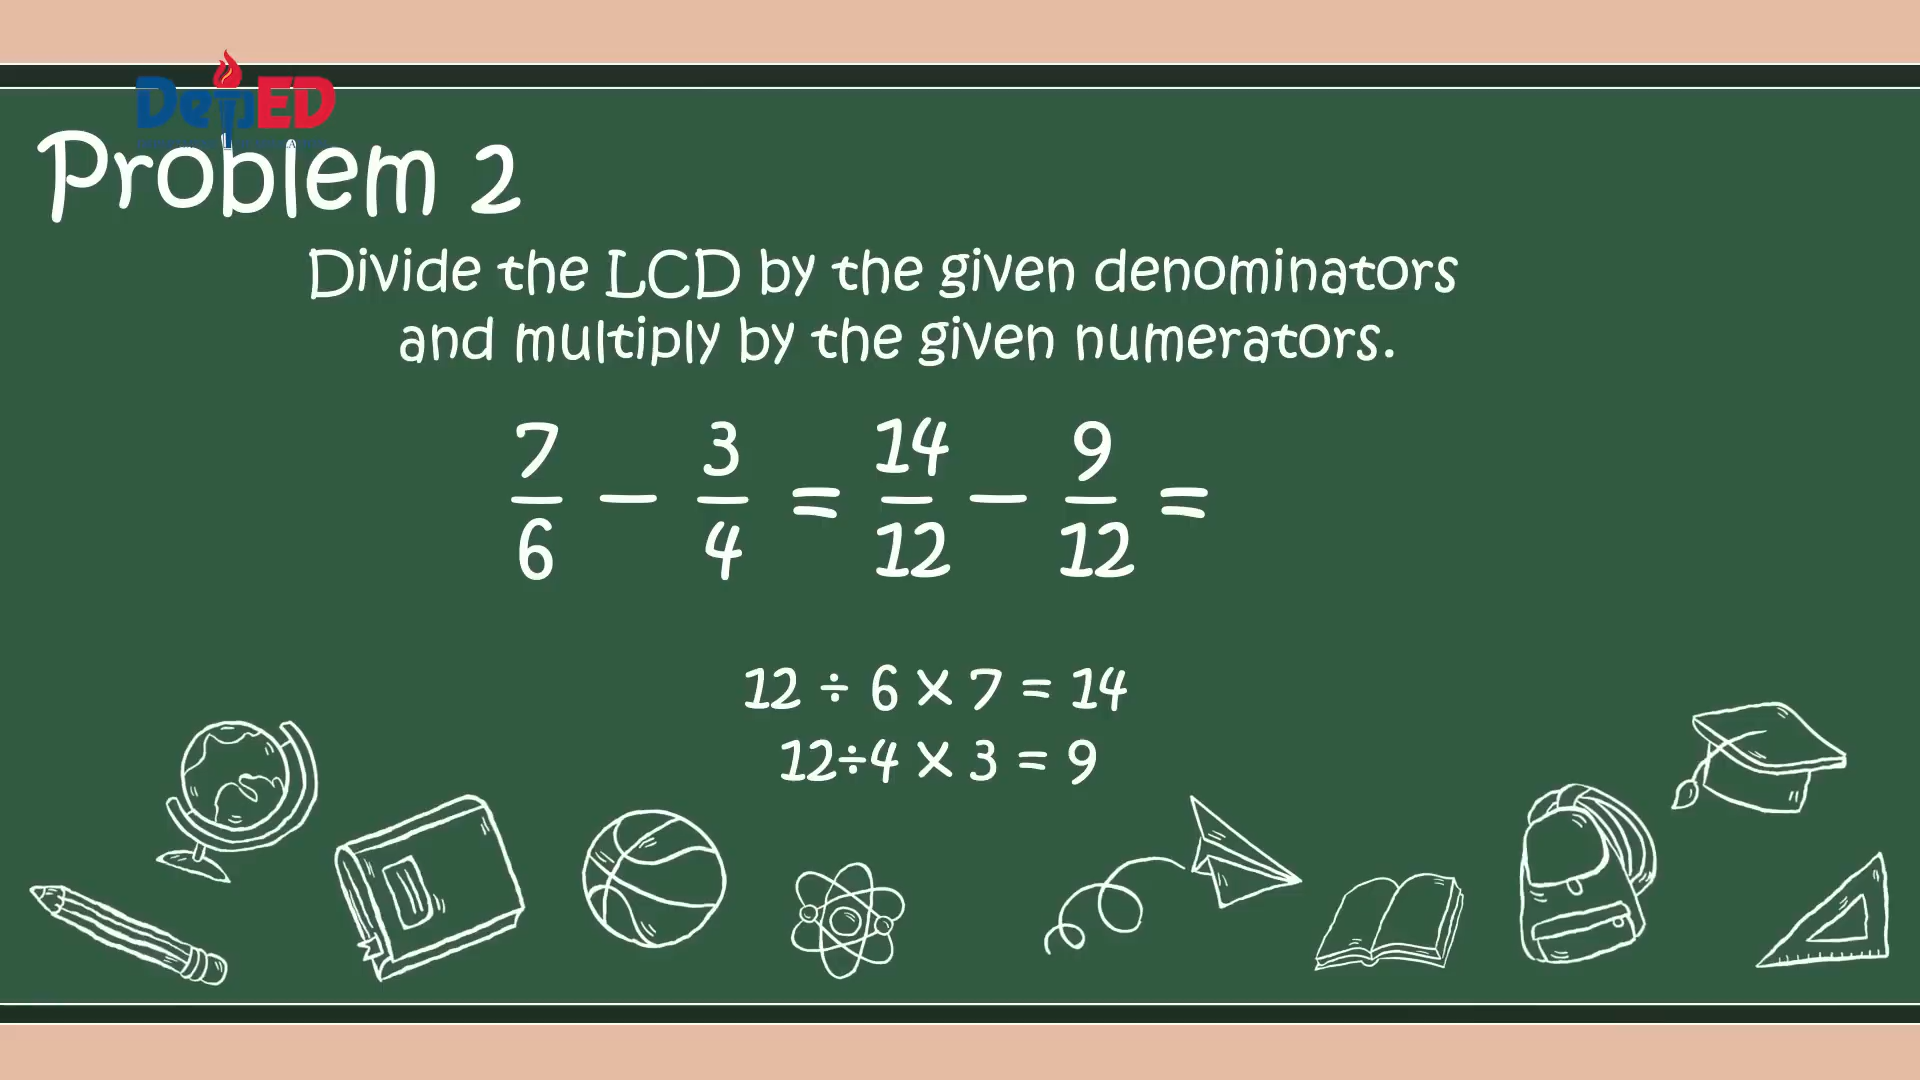 DepED
Problem 2
Divide the LCD by the given denominators
and multiply by the given numerators.
7/6 − 3/4 = 14/12 − 9/12 =
12 ÷ 6 X 7 = 14
12÷4 X 3 = 9